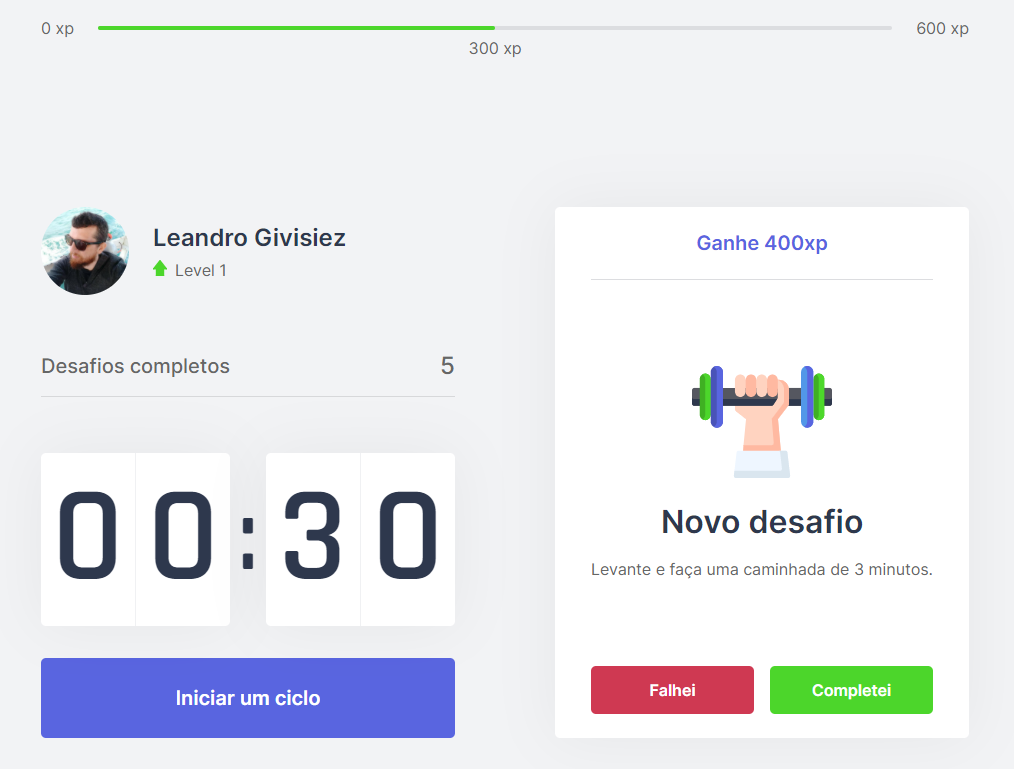 0 xp
600 xp
300 xp
Leandro Givisiez
Level 1
Desafios completos
5
00:30
Iniciar um ciclo
Ganhe 400xp
Novo desafio
Levante e faça uma caminhada de 3 minutos.
Falhei
Completei